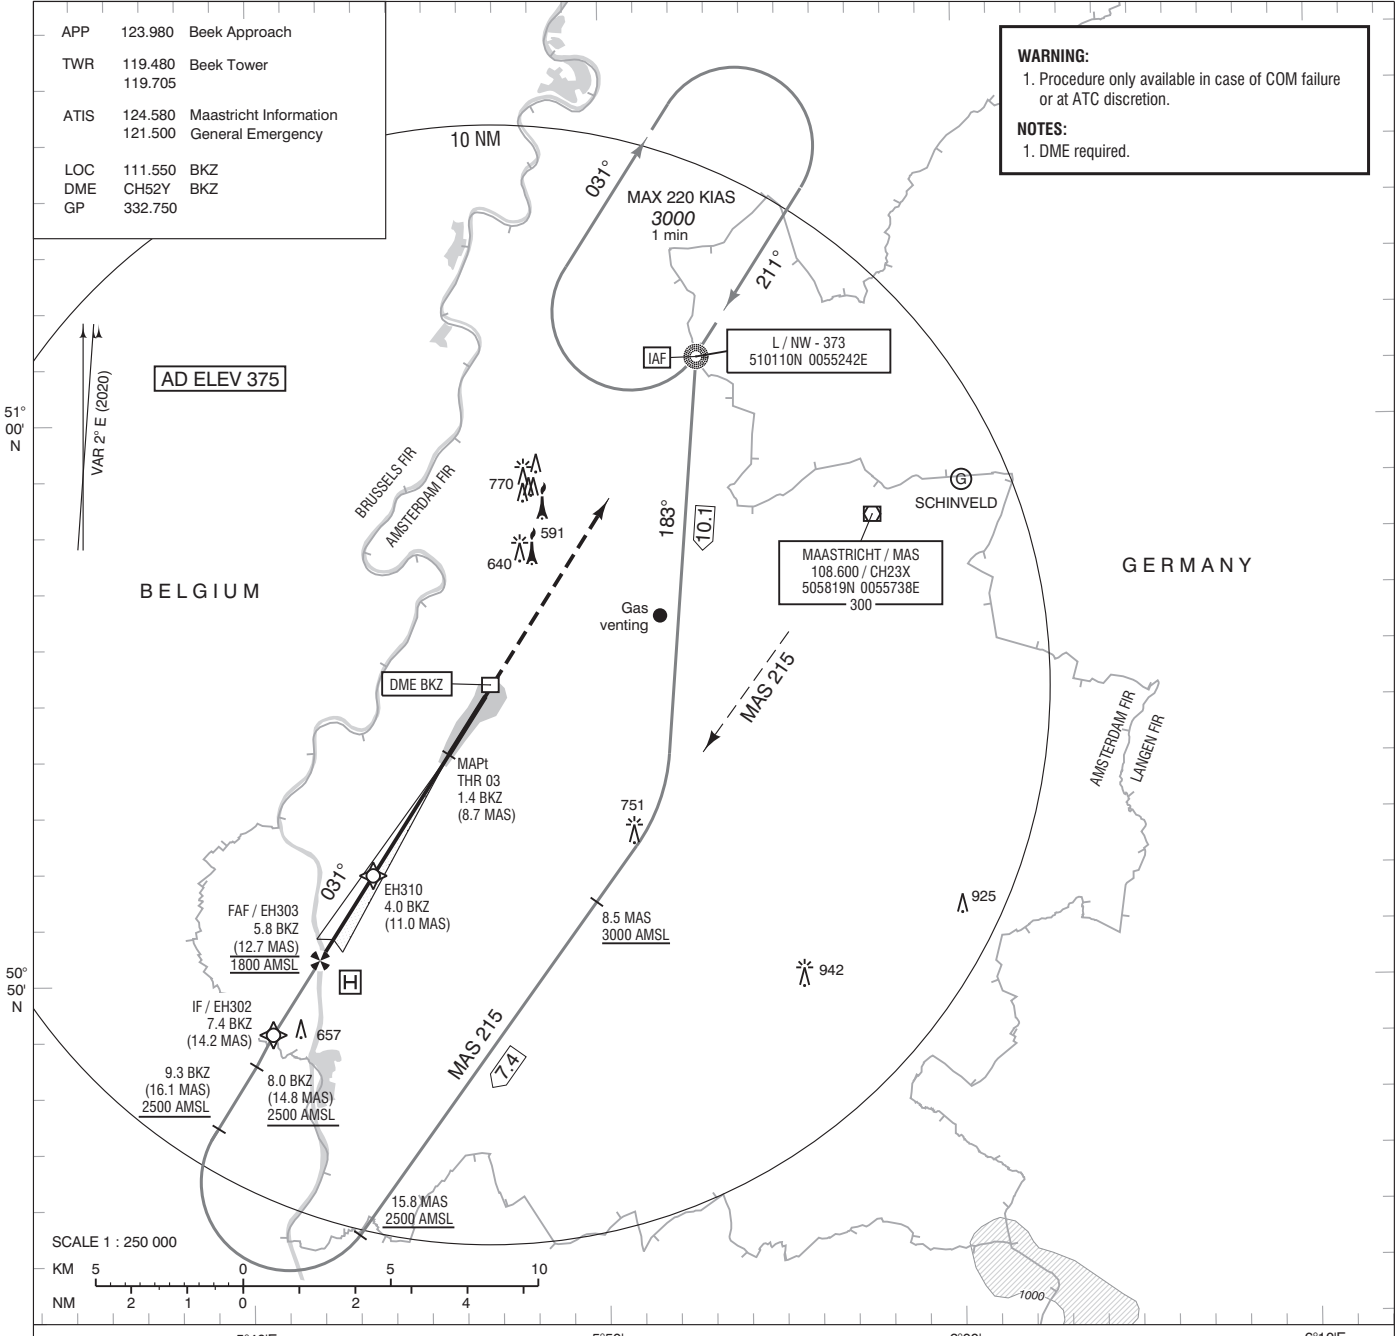 APP 123.980 Beek Approach
TWR 119.480 Beek Tower
119.705
ATIS 124.580 Maastricht Information
121.500 General Emergency
LOC 111.550 BKZ
DME CH52Y BKZ
GP 332.750
WARNING:
1. Procedure only available in case of COM failure
or at ATC discretion.
NOTES:
1. DME required.
10 NM
031°
MAX 220 KIAS
3000
1 min
211°
IAF
L / NW - 373
510110N 0055242E
AD ELEV 375
VAR 2° E (2020)
51°
00'
N
BRUSSELS FIR
AMSTERDAM FIR
770
591
640
183°
10.1
G
SCHINVELD
MAASTRICHT / MAS
108.600 / CH23X
505819N 0055738E
300
BELGIUM
GERMANY
Gas
venting
DME BKZ
MAS 215
AMSTERDAM FIR
LANGEN FIR
MAPt
THR 03
1.4 BKZ
(8.7 MAS)
751
031°
EH310
4.0 BKZ
(11.0 MAS)
FAF / EH303
5.8 BKZ
(12.7 MAS)
1800 AMSL
8.5 MAS
3000 AMSL
925
942
H
50°
50'
N
IF / EH302
7.4 BKZ
(14.2 MAS)
657
MAS 215
7.4
9.3 BKZ
(16.1 MAS)
2500 AMSL
8.0 BKZ
(14.8 MAS)
2500 AMSL
15.8 MAS
2500 AMSL
SCALE 1 : 250 000
KM 5 0 5 10
NM 2 1 0 2 4
1000